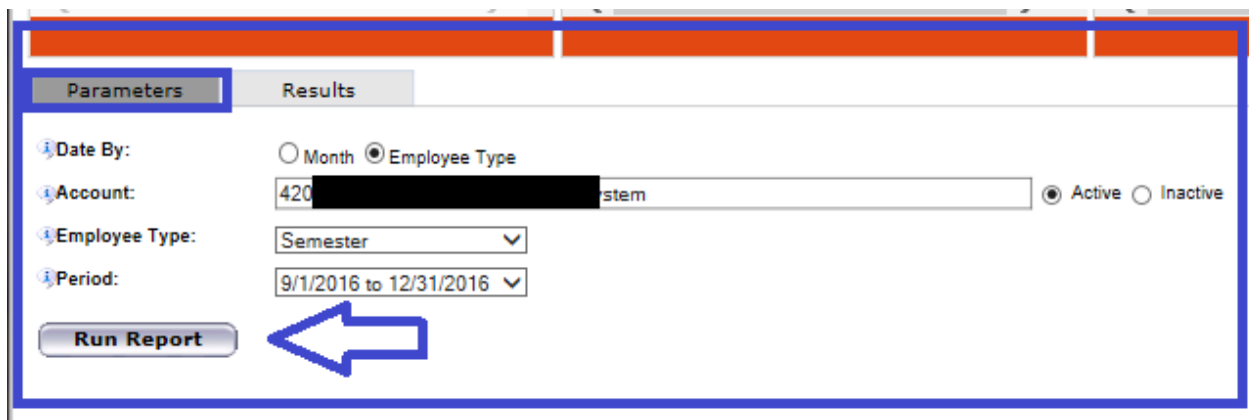 Parameters Results
Date By: Month Employee Type
Account: 420 Active Inactive
Employee Type: Semester
Period: 9/1/2016 to 12/31/2016
Run Report